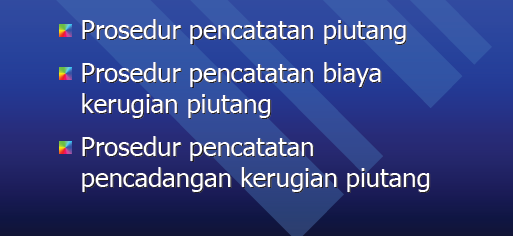 Prosedur pencatatan piutang
Prosedur pencatatan biaya
kerugian piutang
Prosedur pencatatan
pencadangan kerugian piutang